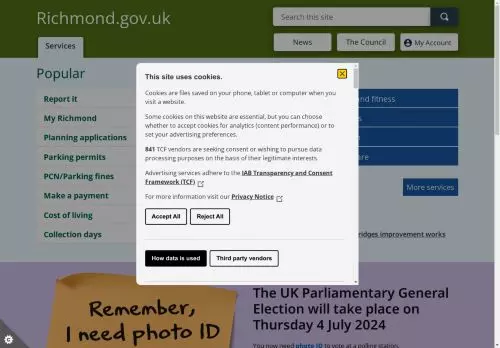 Richmond.gov.uk
Search this site
Services
News
The Council
My Account
Popular
Report it
My Richmond
Planning applications
Parking permits
PCN/Parking fines
Make a payment
Cost of living
Collection days
This site uses cookies.
Cookies are files saved on your phone, tablet or computer when you
visit a website.
Some cookies on this website are essential, but you can choose
whether to accept cookies for analytics (content performance) or to
set your advertising preferences.
841 TCF vendors are seeking consent or wishing to pursue data
processing purposes on the basis of their legitimate interests.
Advertising services adhere to the IAB Transparency and Consent
Framework (TCF)
For more information visit our Privacy Notice
Accept All
Reject All
How data is used
Third party vendors
and fitness
More services
ridges improvement works
Remember,
I need photo ID
The UK Parliamentary General
Election will take place on
Thursday 4 July 2024
You now need photo ID to vote at a polling station.